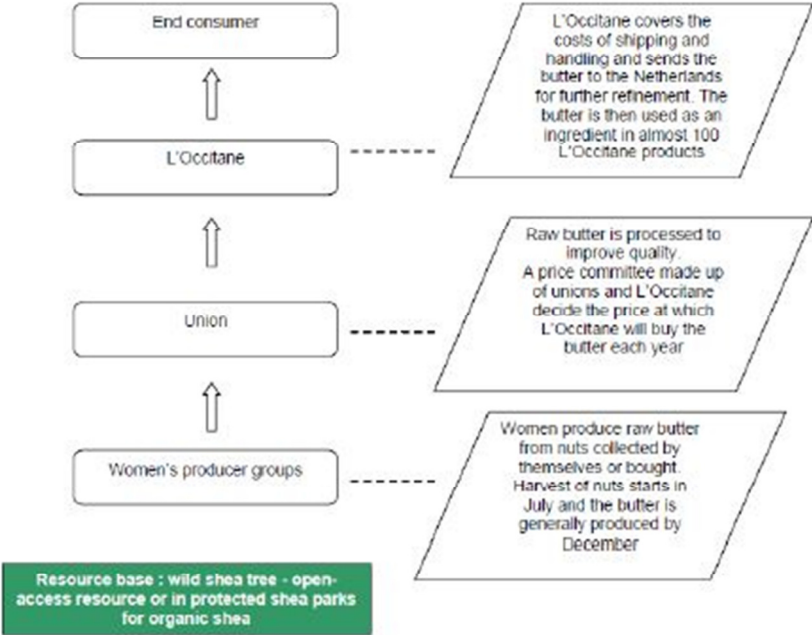 End consumer
L'Occitane covers the
costs of shipping and
handling and sends the
butter to the Netherlands
for further refinement. The
butter is then used as an
ingredient in almost 100
L'Occitane products
L'Occitane
Raw butter is processed to
improve quality.
A price committee made up
of unions and L'Occitane
decide the price at which
L'Occitane will buy the
butter each year
Union
Women produce raw butter
from nuts collected by
themselves or bought.
Harvest of nuts starts in
July and the butter is
generally produced by
December
Women's producer groups
Resource base : wild shea tree - open-
access resource or in protected shea parks
for organic shea